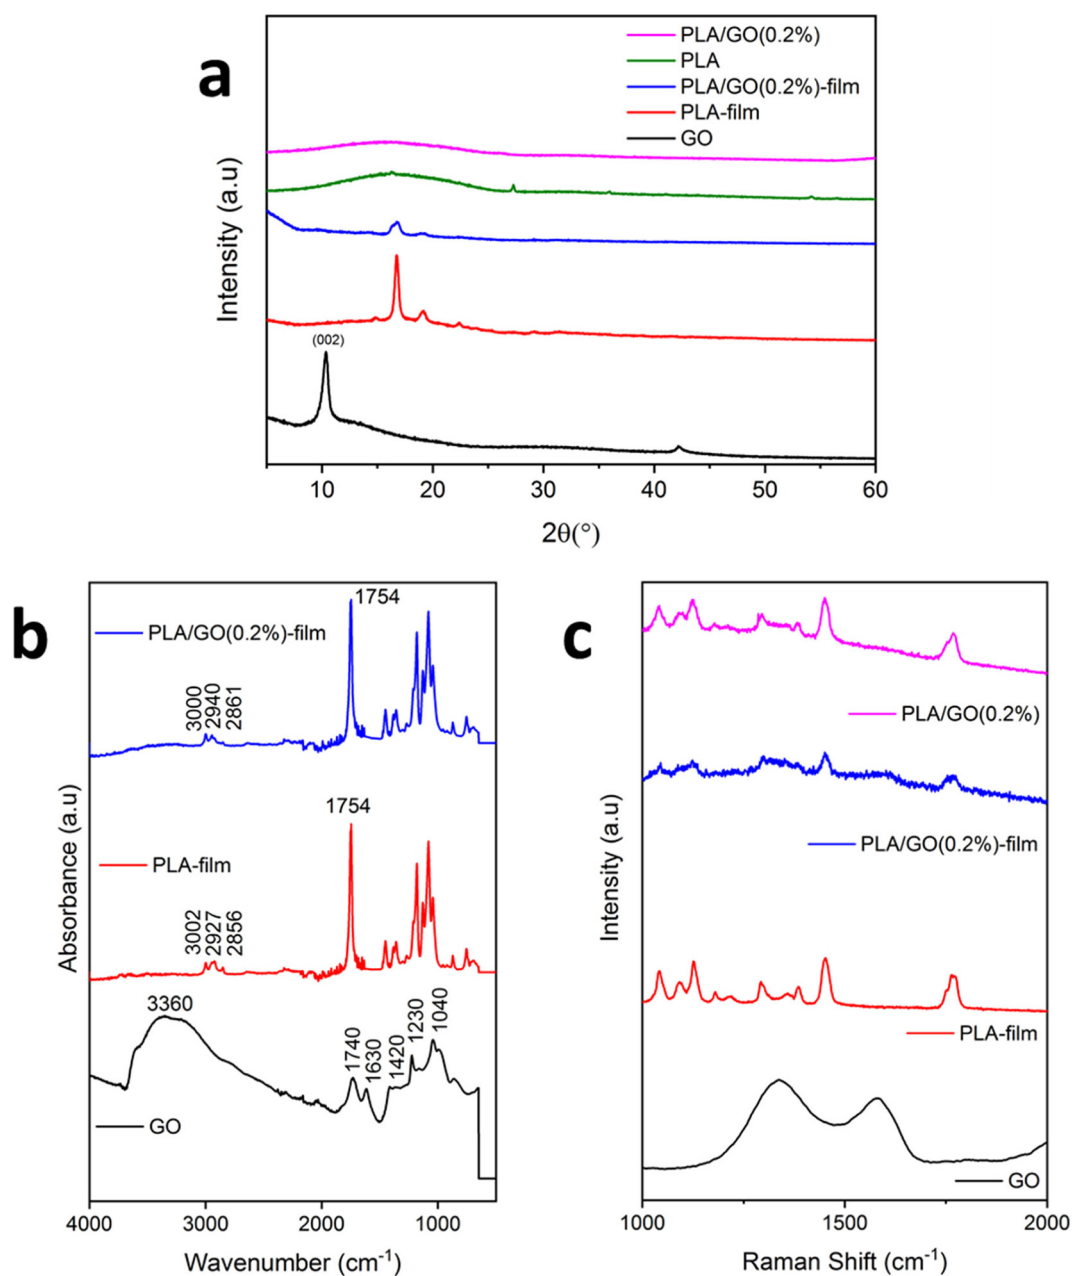 a
PLA/GO(0.2%)
PLA
PLA/GO(0.2%)-film
PLA-film
GO
(002)
Intensity (a.u)
10 20 30 40 50 60
2θ(°)
b
1754
PLA/GO(0.2%)-film
3000 2940 2861
1754
PLA-film
3002 2927 2856
3360
1740 1630 1420 1230 1040
GO
Absorbance (a.u)
4000 3000 2000 1000
Wavenumber (cm⁻¹)
c
PLA/GO(0.2%)
PLA/GO(0.2%)-film
PLA-film
GO
Intensity (a.u)
1000 1500 2000
Raman Shift (cm⁻¹)